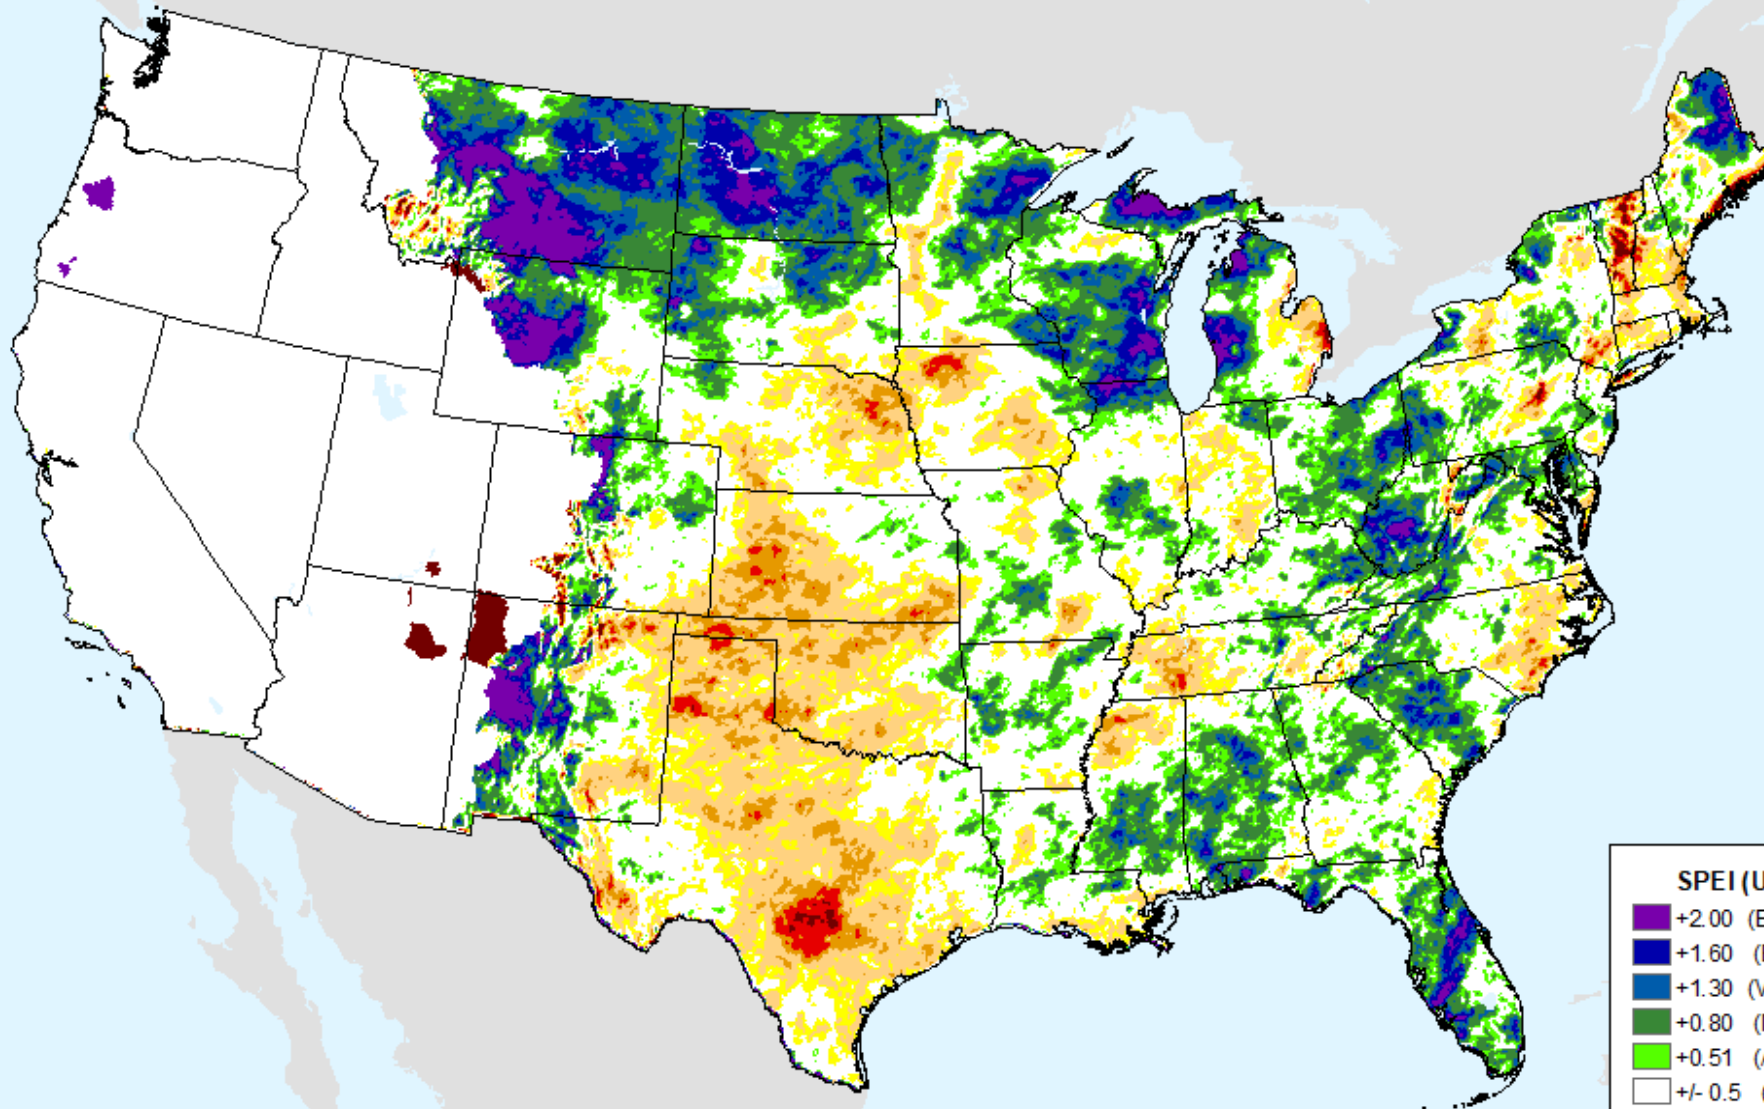 SPEI (U
+2.00 (E
+1.60 (
+1.30 (V
+0.80 (
+0.51 (
+/- 0.5 (